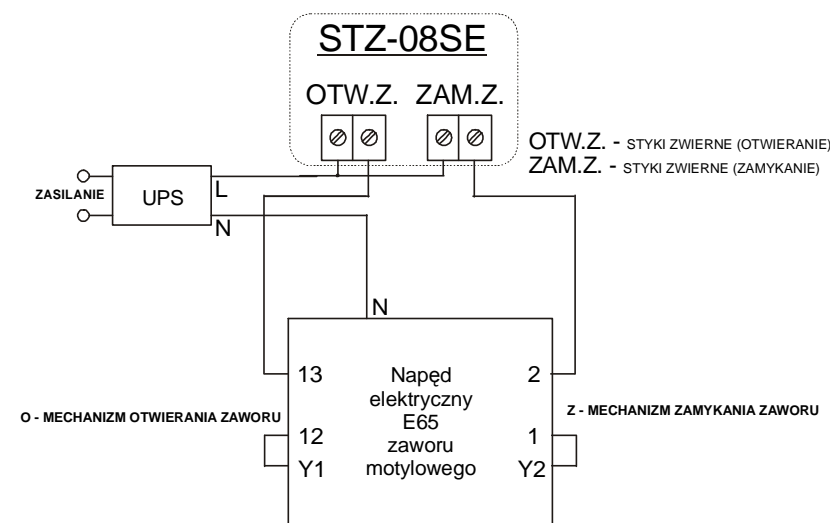 STZ-08SE
OTW.Z. ZAM.Z.
OTW.Z. - STYKI ZWIERNE (OTWIERANIE)
ZAM.Z. - STYKI ZWIERNE (ZAMYKANIE)
ZASILANIE
UPS
L
N
N
13
Napęd
elektryczny
E65
zaworu
motylowego
2
O - MECHANIZM OTWIERANIA ZAWORU
12
Y1
1
Y2
Z - MECHANIZM ZAMYKANIA ZAWORU